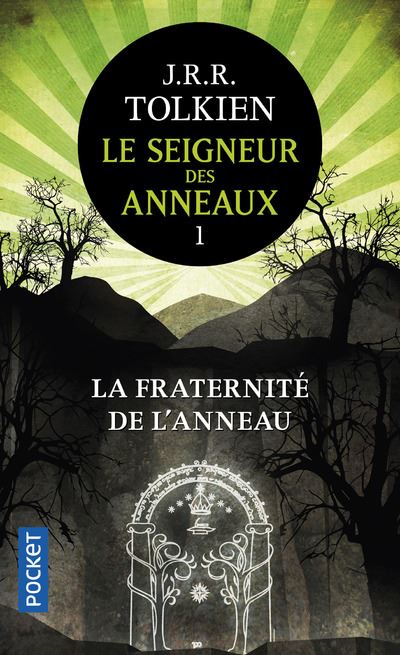 J.R.R.
TOLKIEN
LE SEIGNEUR
DES
ANNEAUX
1
LA FRATERNITÉ
DE L'ANNEAU
POCKET